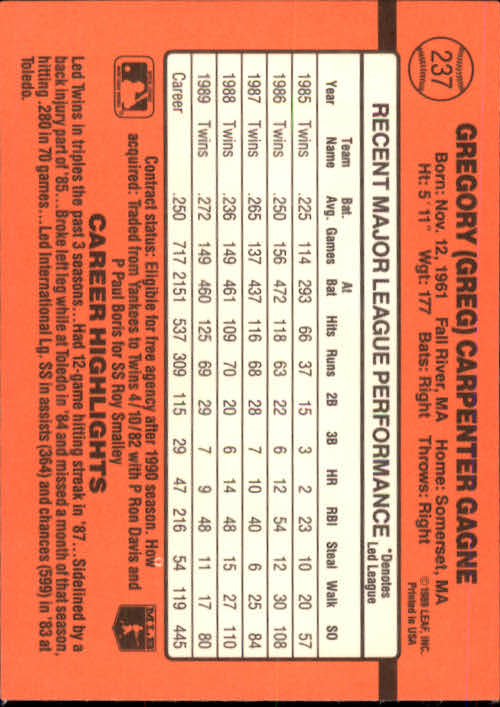 237
GREGORY (GREG) CARPENTER GAGNE
Born: Nov. 12, 1961 Fall River, MA Home: Somerset, MA
Ht: 5' 11" Wgt: 177 Bats: Right Throws: Right
©1989 LEAF, INC.
Printed in USA
RECENT MAJOR LEAGUE PERFORMANCE
*Denotes
Led League
Team Bat. At
Year Name Avg. Games Bat Hits Runs 2B 3B HR RBI Steal Walk SO
1985 Twins .225 114 293 66 37 15 3 2 23 10 20 57
1986 Twins .250 156 472 118 63 22 6 12 54 12 30 108
1987 Twins .265 137 437 116 68 28 7 10 40 6 25 84
1988 Twins .236 149 461 109 70 20 6 14 48 15 27 110
1989 Twins .272 149 460 125 69 29 7 9 48 11 17 80
Career .250 717 2151 537 309 115 29 47 216 54 119 445
Contract status: Eligible for free agency after 1990 season. How
acquired: Traded from Yankees to Twins 4/10/82 with P Ron Davis and
P Paul Boris for SS Roy Smalley
MLB
CAREER HIGHLIGHTS
Led Twins in triples the past 3 seasons...Had 12-game hitting streak in '87...Sidelined by a
back injury part of '85...Broke left leg while at Toledo in '84 and missed a month of that season,
hitting .280 in 70 games...Led International Lg. SS in assists (364) and chances (599) in '83 at
Toledo.